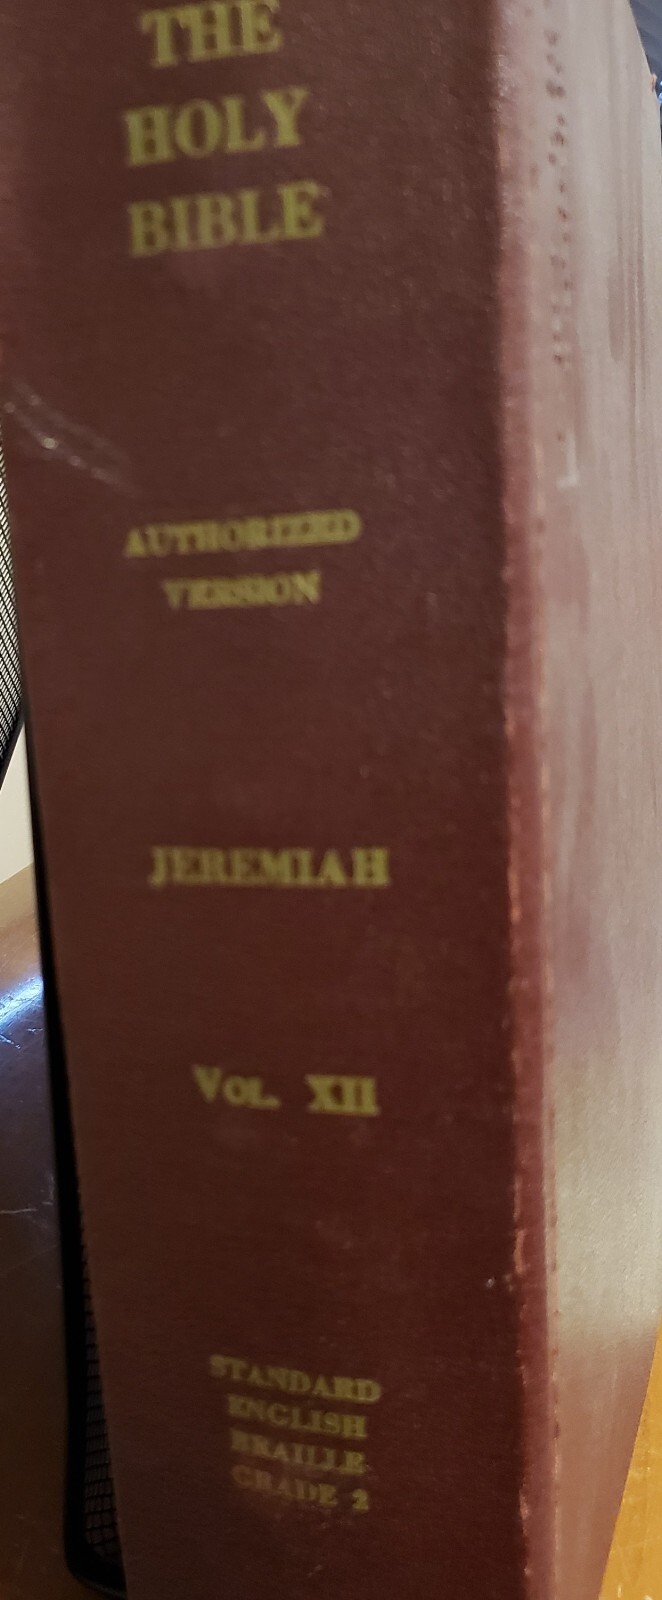 THE
HOLY
BIBLE
AUTHORIZED
VERSION
JEREMIAH
VOL. XII
STANDARD
ENGLISH
BRAILLE
GRADE 2